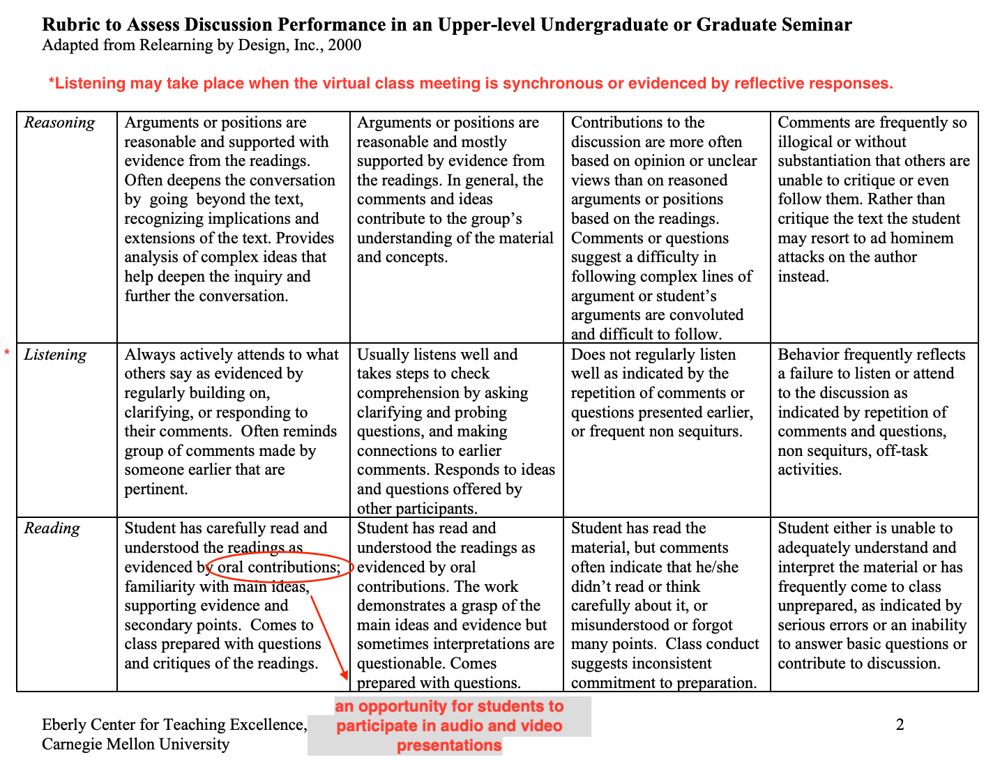 Rubric to Assess Discussion Performance in an Upper-level Undergraduate or Graduate Seminar
Adapted from Relearning by Design, Inc., 2000
*Listening may take place when the virtual class meeting is synchronous or evidenced by reflective responses.
Reasoning
Arguments or positions are
reasonable and supported with
evidence from the readings.
Often deepens the conversation
by going beyond the text,
recognizing implications and
extensions of the text. Provides
analysis of complex ideas that
help deepen the inquiry and
further the conversation.
Arguments or positions are
reasonable and mostly
supported by evidence from
the readings. In general, the
comments and ideas
contribute to the group's
understanding of the material
and concepts.
Contributions to the
discussion are more often
based on opinion or unclear
views than on reasoned
arguments or positions
based on the readings.
Comments or questions
suggest a difficulty in
following complex lines of
argument or student's
arguments are convoluted
and difficult to follow.
Comments are frequently so
illogical or without
substantiation that others are
unable to critique or even
follow them. Rather than
critique the text the student
may resort to ad hominem
attacks on the author
instead.
*
Listening
Always actively attends to what
others say as evidenced by
regularly building on,
clarifying, or responding to
their comments. Often reminds
group of comments made by
someone earlier that are
pertinent.
Usually listens well and
takes steps to check
comprehension by asking
clarifying and probing
questions, and making
connections to earlier
comments. Responds to ideas
and questions offered by
other participants.
Does not regularly listen
well as indicated by the
repetition of comments or
questions presented earlier,
or frequent non sequiturs.
Behavior frequently reflects
a failure to listen or attend
to the discussion as
indicated by repetition of
comments and questions,
non sequiturs, off-task
activities.
Reading
Student has carefully read and
understood the readings as
evidenced by oral contributions;
familiarity with main ideas,
supporting evidence and
secondary points. Comes to
class prepared with questions
and critiques of the readings.
Student has read and
understood the readings as
evidenced by oral
contributions. The work
demonstrates a grasp of the
main ideas and evidence but
sometimes interpretations are
questionable. Comes
prepared with questions.
Student has read the
material, but comments
often indicate that he/she
didn't read or think
carefully about it, or
misunderstood or forgot
many points. Class conduct
suggests inconsistent
commitment to preparation.
Student either is unable to
adequately understand and
interpret the material or has
frequently come to class
unprepared, as indicated by
serious errors or an inability
to answer basic questions or
contribute to discussion.
an opportunity for students to
participate in audio and video
presentations
Eberly Center for Teaching Excellence,
Carnegie Mellon University
2